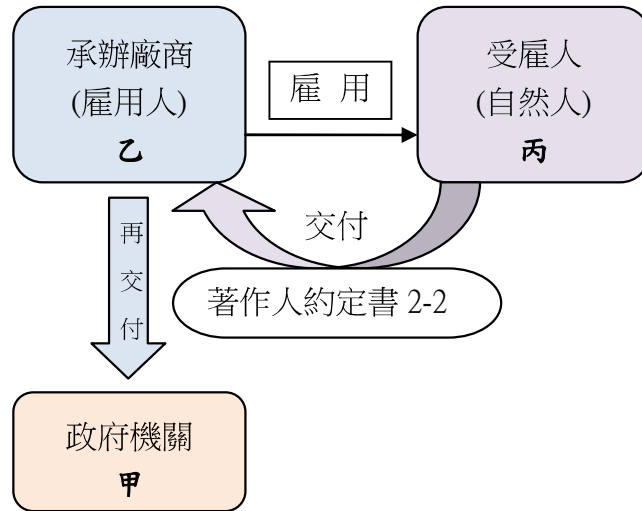 承辦廠商
(雇用人)
乙
雇 用
受雇人
(自然人)
丙
交付
著作人約定書 2-2
再
交
付
政府機關
甲